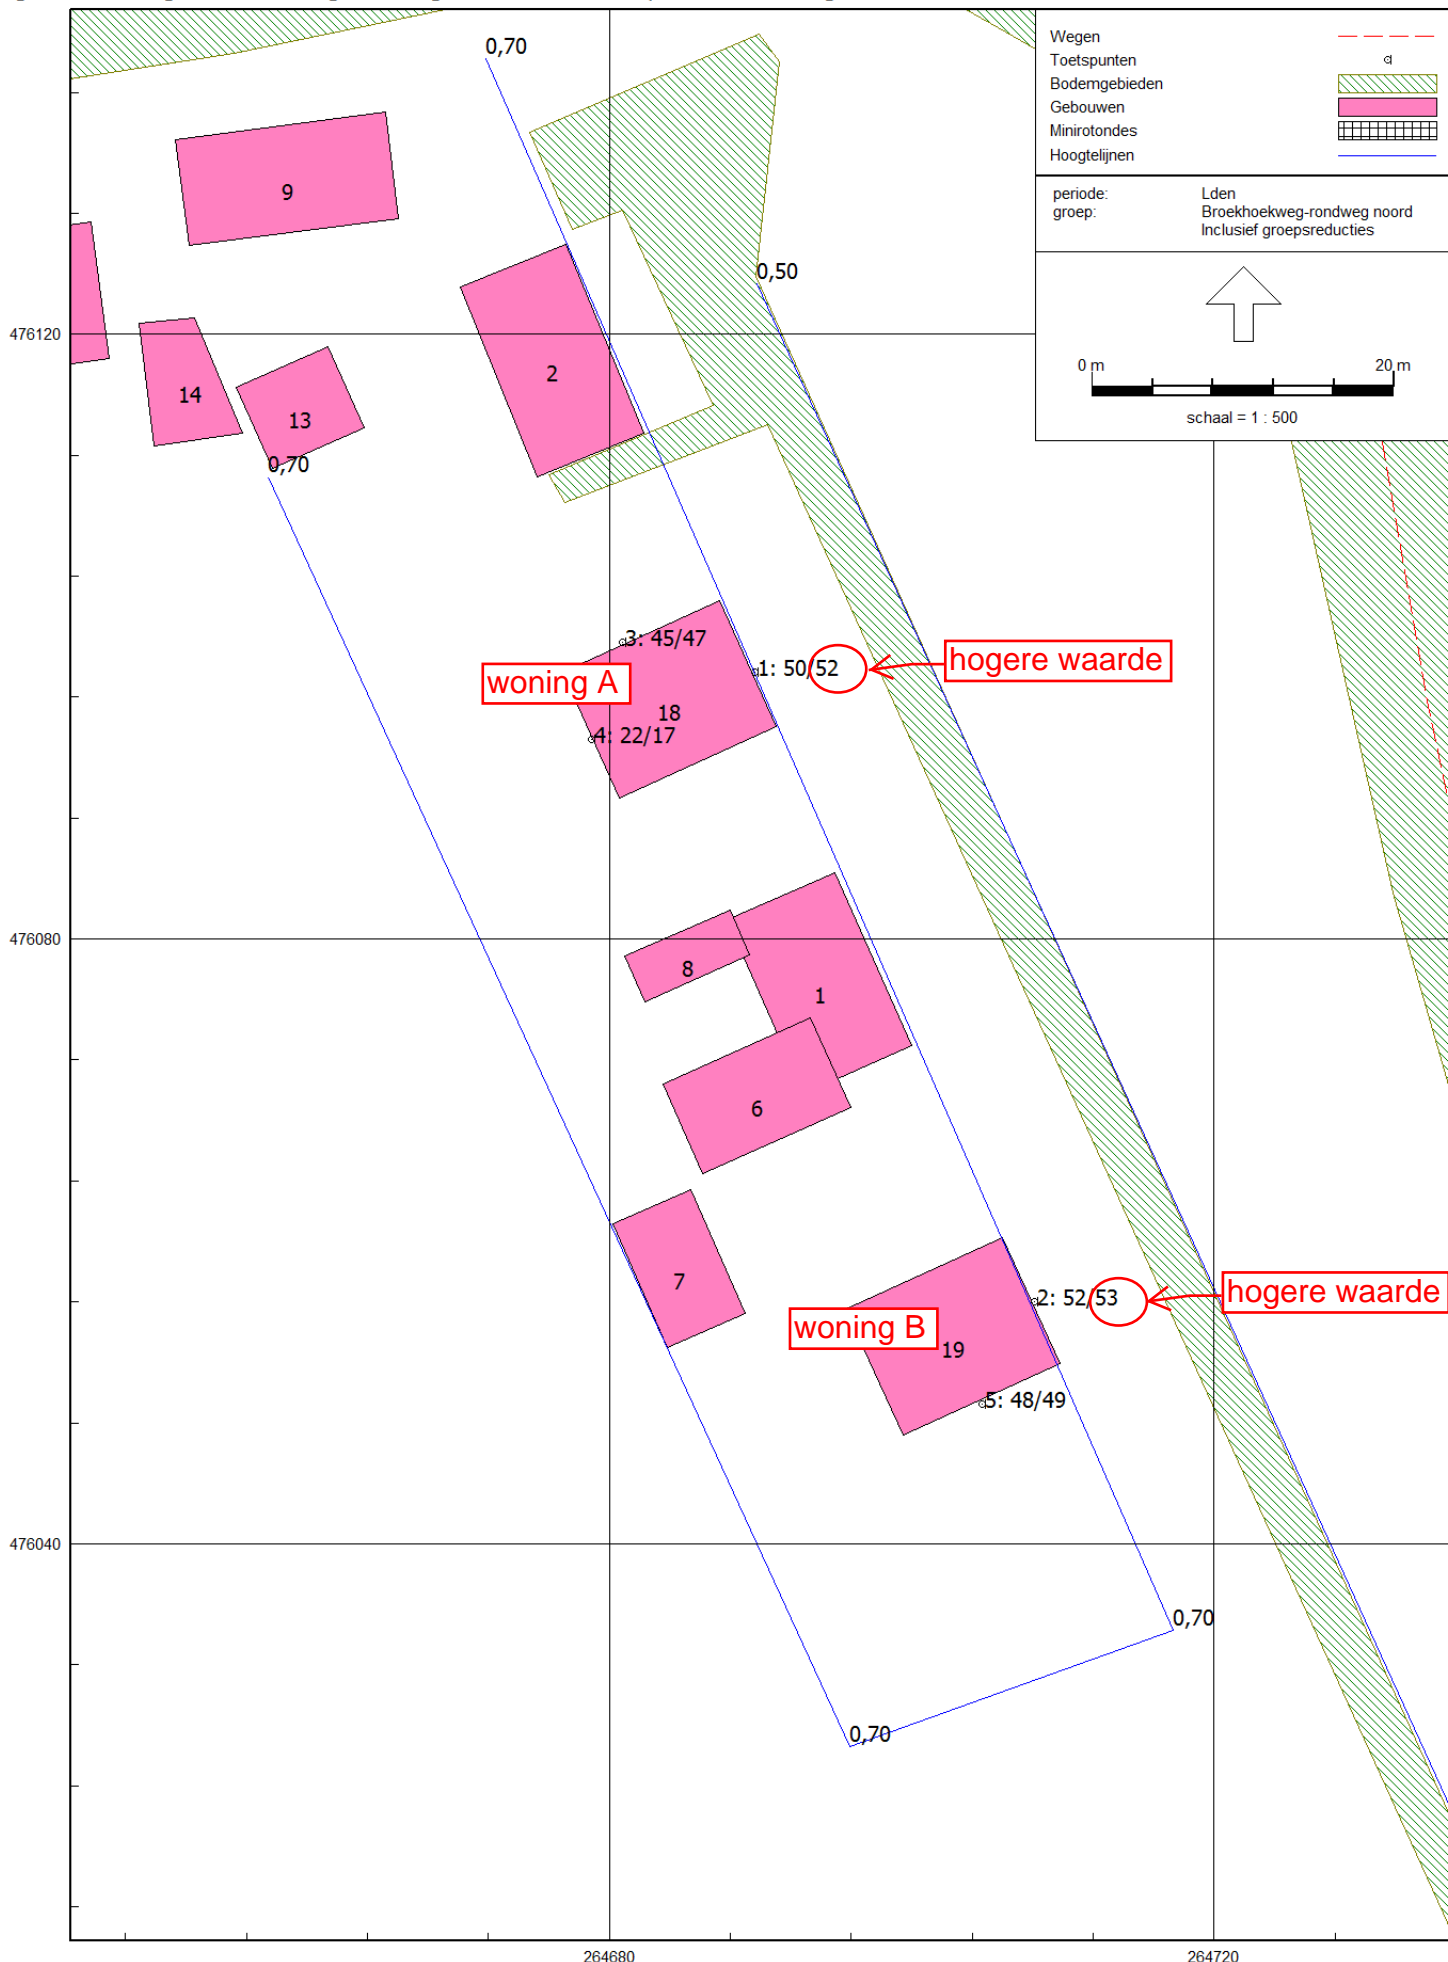 0,70
Wegen
Toetspunten
Bodemgebieden
Gebouwen
Minirotondes
Hoogtelijnen
periode: Lden
groep: Broekhoekweg-rondweg noord
Inclusief groepsreducties
0 m 20 m
schaal = 1 : 500
9
0,50
476120
2
14
13
0,70
3: 45/47
hogere waarde
1: 50/52
woning A
18
4: 22/17
476080
8
1
6
7
hogere waarde
2: 52/53
woning B
19
5: 48/49
476040
0,70
0,70
264680
264720